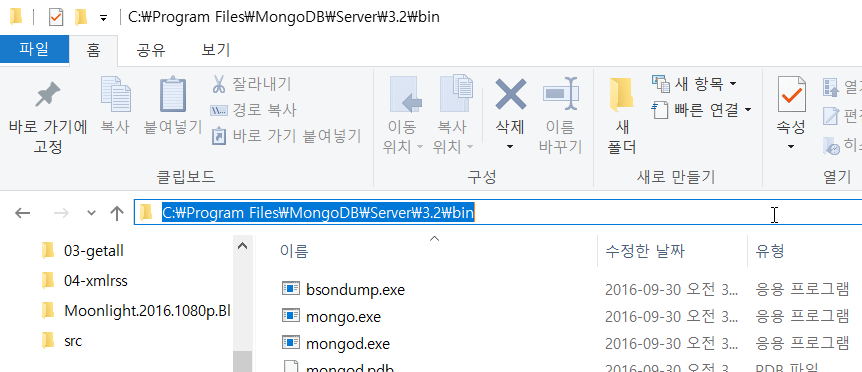 C:₩Program Files₩MongoDB₩Server₩3.2₩bin
파일 홈 공유 보기
바로 가기에
고정
복사
붙여넣기
잘라내기
경로 복사
바로 가기 붙여넣기
클립보드
이동
위치
복사
위치
삭제
이름
바꾸기
구성
새
폴더
새 항목
빠른 연결
새로 만들기
속성
열기
편집
히스
열기
C:₩Program Files₩MongoDB₩Server₩3.2₩bin
03-getall
04-xmlrss
Moonlight.2016.1080p.Bl
src
이름 수정한 날짜 유형
bsondump.exe 2016-09-30 오전 3... 응용 프로그램
mongo.exe 2016-09-30 오전 3... 응용 프로그램
mongod.exe 2016-09-30 오전 3... 응용 프로그램
mongod.pdb 2016-09-30 오전 3... PDB 파일